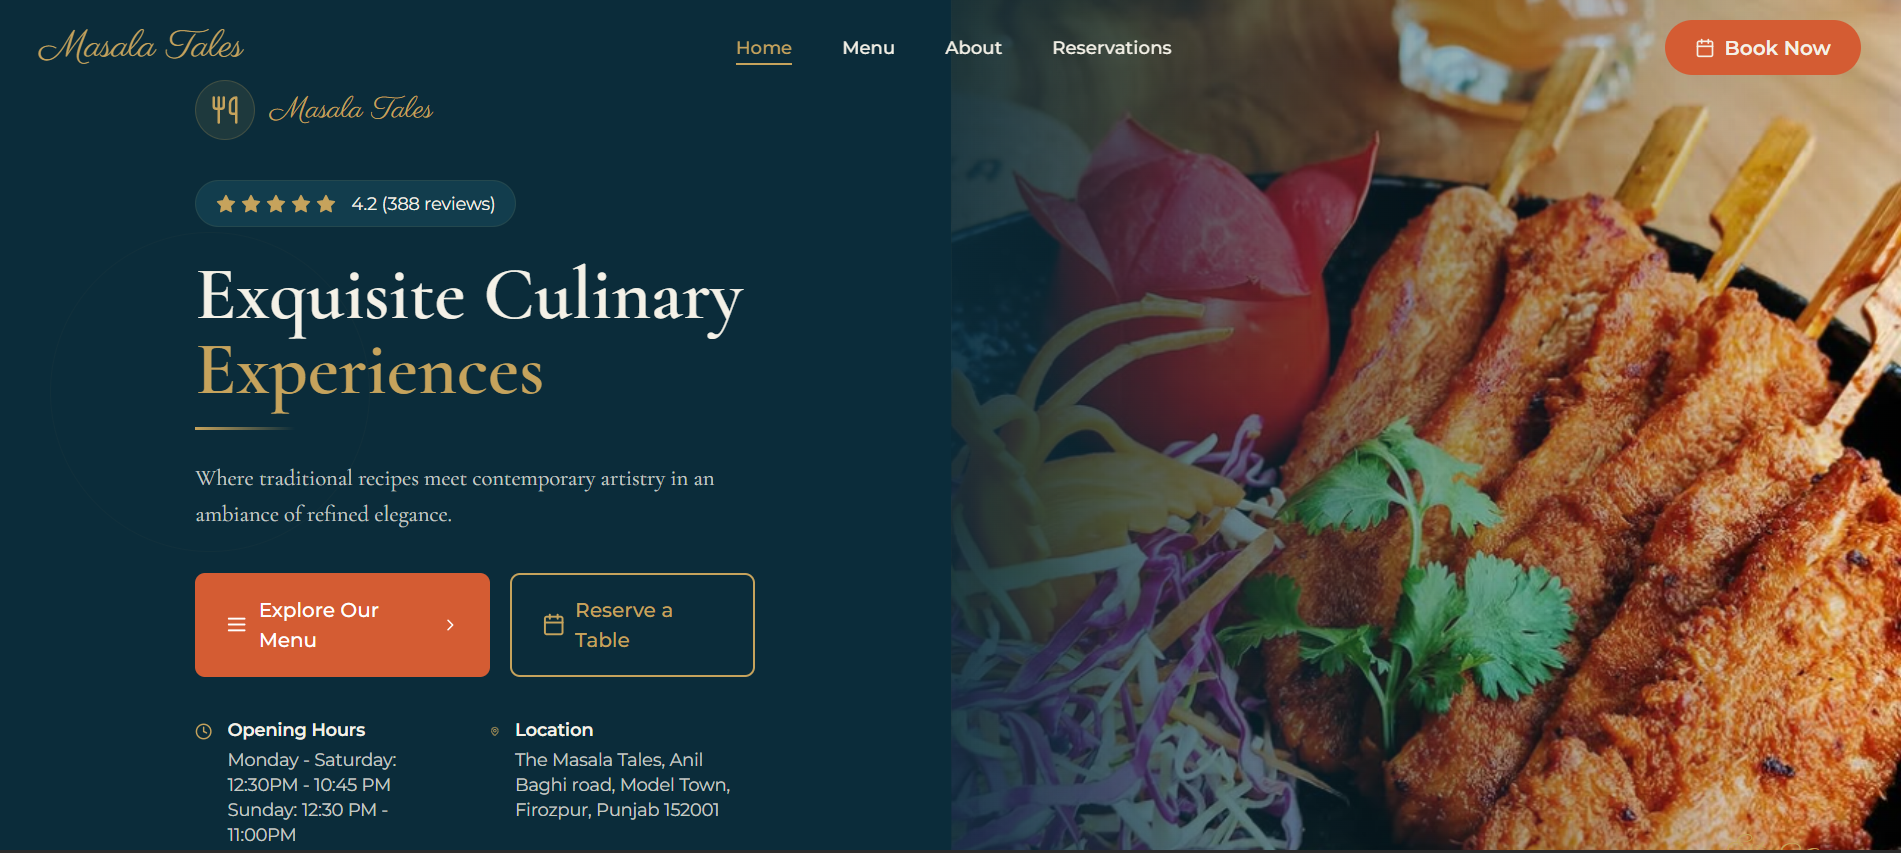 Masala Tales
Home
Menu
About
Reservations
Book Now
Masala Tales
4.2 (388 reviews)
Exquisite Culinary
Experiences
Where traditional recipes meet contemporary artistry in an
ambiance of refined elegance.
Explore Our
Menu
Reserve a
Table
Opening Hours
Monday - Saturday:
12:30PM - 10:45 PM
Sunday: 12:30 PM -
11:00PM
Location
The Masala Tales, Anil
Baghi road, Model Town,
Firozpur, Punjab 152001